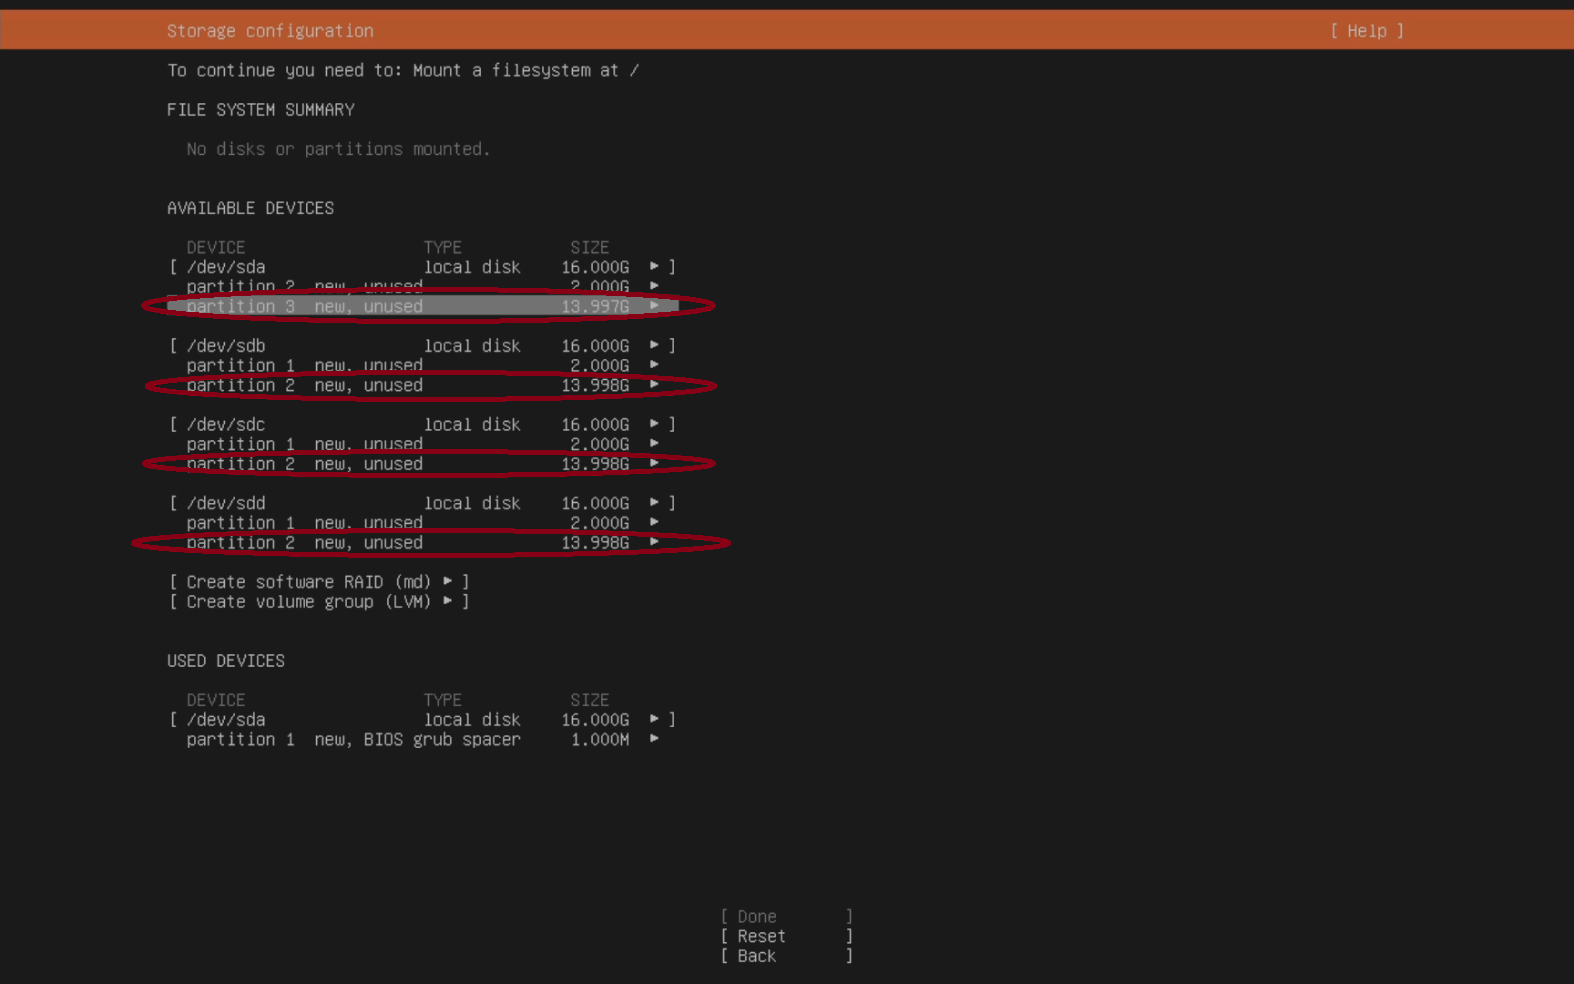 Storage configuration [ Help ]
To continue you need to: Mount a filesystem at /
FILE SYSTEM SUMMARY
No disks or partitions mounted.
AVAILABLE DEVICES
DEVICE TYPE SIZE
[ /dev/sda local disk 16.000G ▸ ]
partition 2 new, unused 2.000G ▸
partition 3 new, unused 13.997G ▸
[ /dev/sdb local disk 16.000G ▸ ]
partition 1 new, unused 2.000G ▸
partition 2 new, unused 13.998G ▸
[ /dev/sdc local disk 16.000G ▸ ]
partition 1 new, unused 2.000G ▸
partition 2 new, unused 13.998G ▸
[ /dev/sdd local disk 16.000G ▸ ]
partition 1 new, unused 2.000G ▸
partition 2 new, unused 13.998G ▸
[ Create software RAID (md) ▸ ]
[ Create volume group (LVM) ▸ ]
USED DEVICES
DEVICE TYPE SIZE
[ /dev/sda local disk 16.000G ▸ ]
partition 1 new, BIOS grub spacer 1.000M ▸
[ Done ]
[ Reset ]
[ Back ]